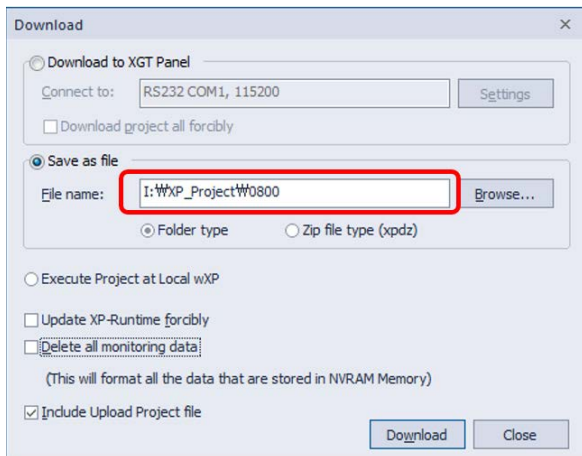 Download
Download to XGT Panel
Connect to: RS232 COM1, 115200 Settings
Download project all forcibly
Save as file
File name: I:₩XP_Project₩0800 Browse...
Folder type Zip file type (xpdz)
Execute Project at Local wXP
Update XP-Runtime forcibly
Delete all monitoring data
(This will format all the data that are stored in NVRAM Memory)
Include Upload Project file
Download Close